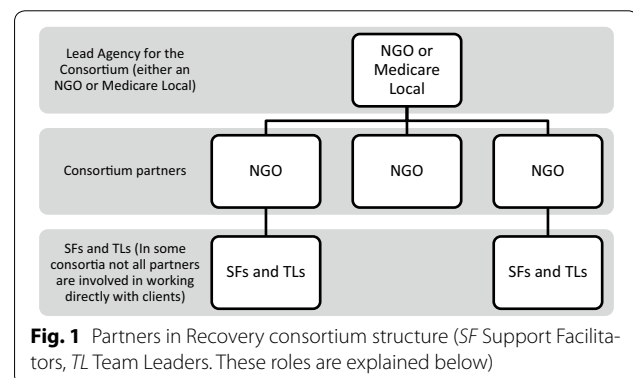 Lead Agency for the
Consortium (either an
NGO or Medicare Local)
NGO or
Medicare
Local
Consortium partners
NGO
NGO
NGO
SFs and TLs (In some
consortia not all partners
are involved in working
directly with clients)
SFs and TLs
SFs and TLs
Fig. 1 Partners in Recovery consortium structure (SF Support Facilita-
tors, TL Team Leaders. These roles are explained below)